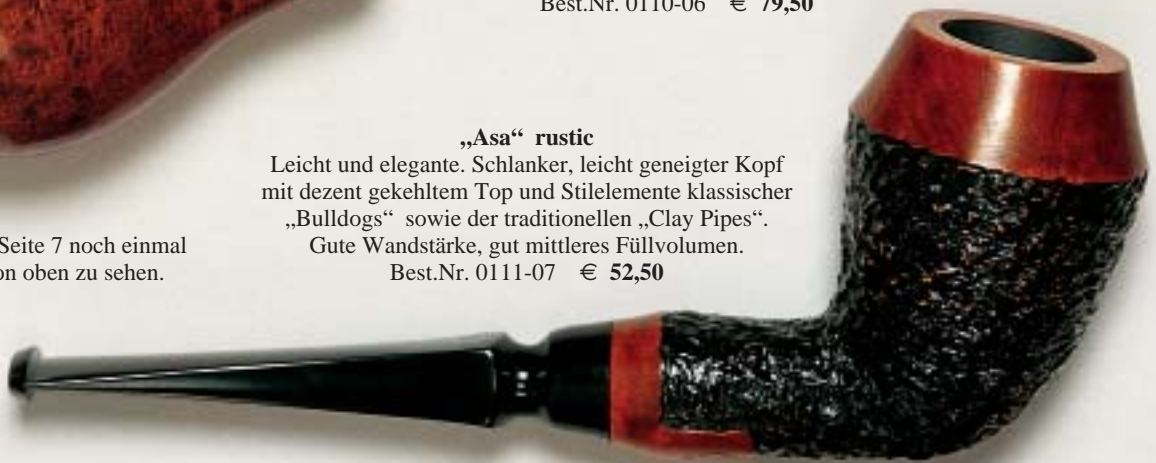 Best.Nr. 0110-06 € 79,50
„Asa“ rustic
Leicht und elegante. Schlanker, leicht geneigter Kopf
mit dezent gekehltem Top und Stilelemente klassischer
„Bulldogs“ sowie der traditionellen „Clay Pipes“.
Gute Wandstärke, gut mittleres Füllvolumen.
Best.Nr. 0111-07 € 52,50
Seite 7 noch einmal
on oben zu sehen.